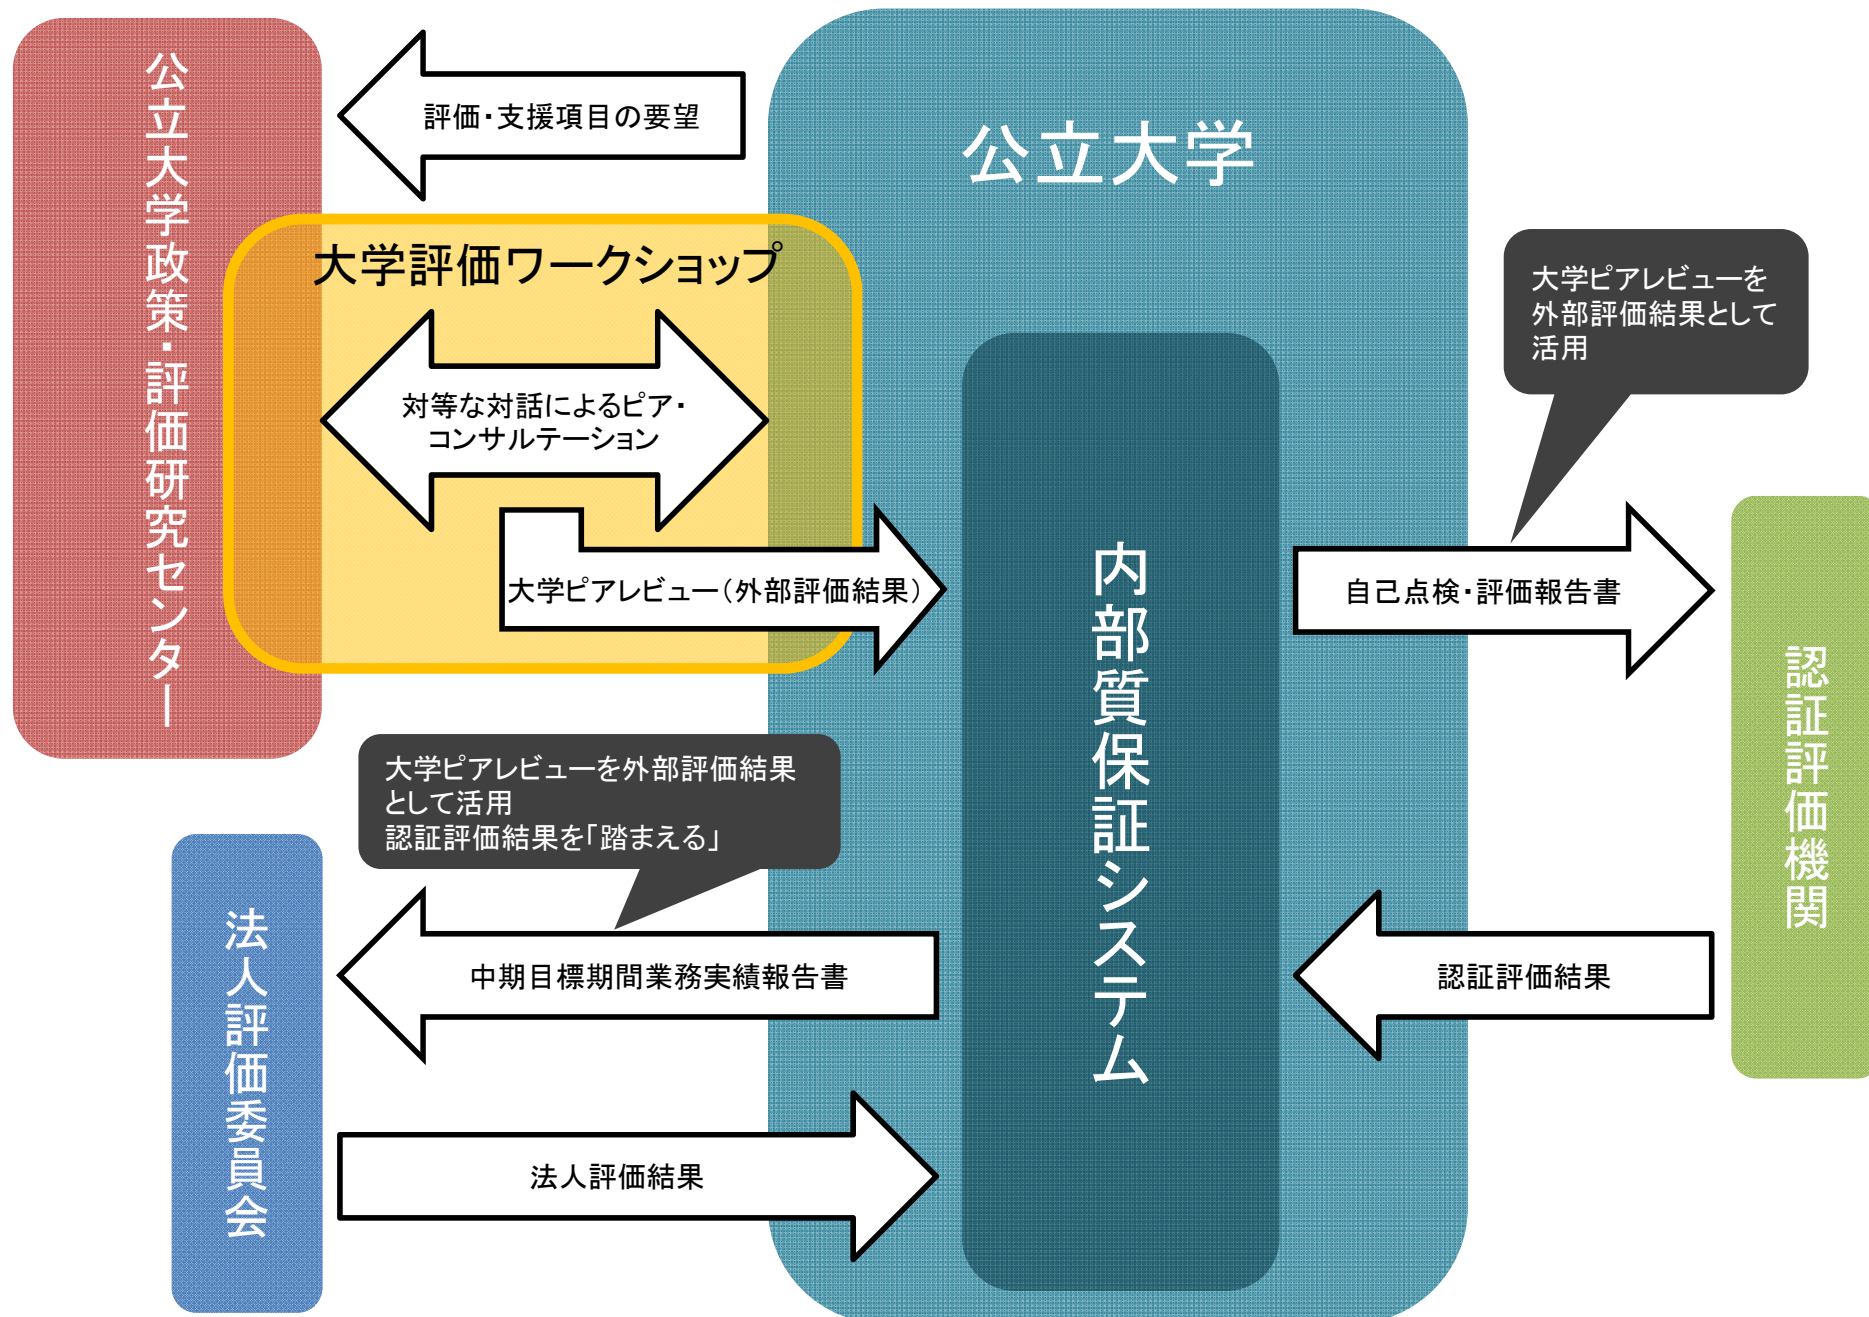 公立大学政策・評価研究センター
評価・支援項目の要望
公立大学
大学評価ワークショップ
対等な対話によるピア・
コンサルテーション
大学ピアレビュー（外部評価結果）
内部質保証システム
大学ピアレビューを
外部評価結果として
活用
自己点検・評価報告書
認証評価機関
認証評価結果
大学ピアレビューを外部評価結果
として活用
認証評価結果を「踏まえる」
中期目標期間業務実績報告書
法人評価委員会
法人評価結果